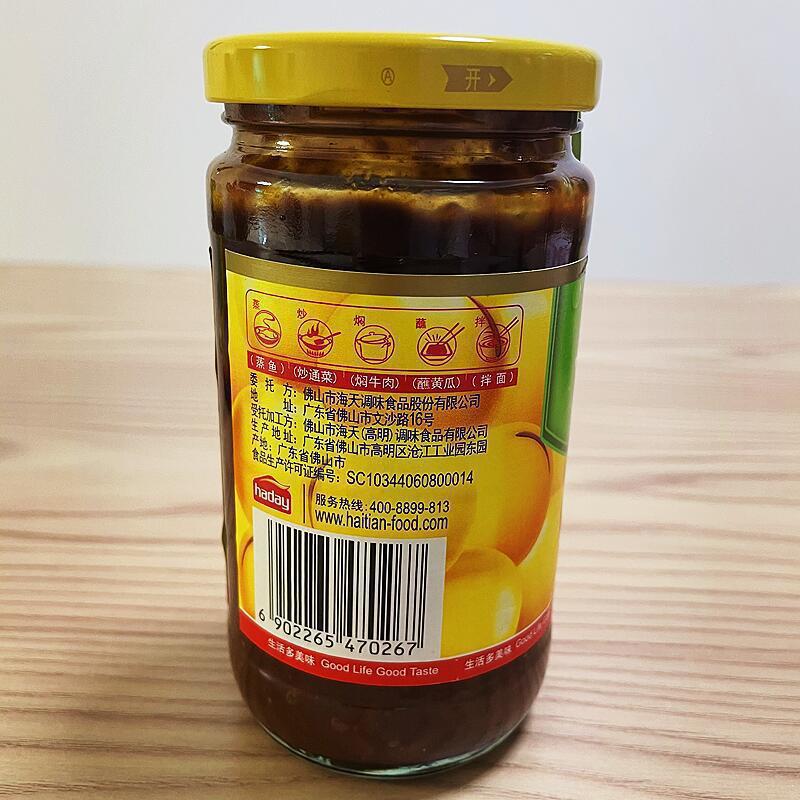 Ⓐ 开
蒸 炒 焖 蘸 拌
(蒸鱼) (炒通菜) (焖牛肉) (蘸黄瓜) (拌面)
委托方：佛山市海天调味食品股份有限公司
地址：广东省佛山市文沙路16号
受托加工方：佛山市海天(高明)调味食品有限公司
生产地址：广东省佛山市高明区沧江工业园东园
产地：广东省佛山市
食品生产许可证编号：SC10344060800014
haday
服务热线：400-8899-813
www.haitian-food.com
6 902265 470267
生活多美味 Good Life Good Taste 生活多美味 Good Life